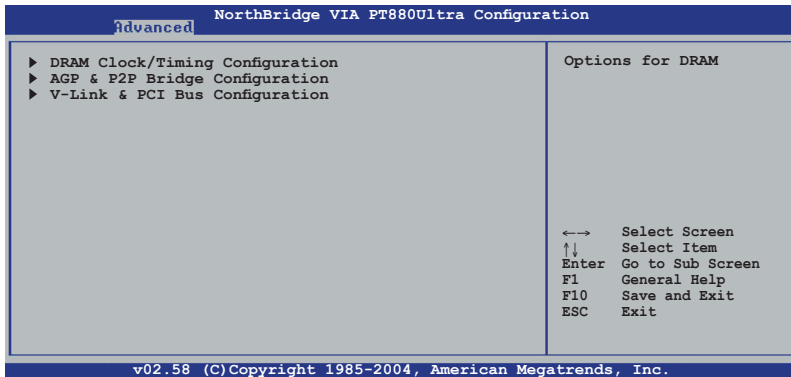 NorthBridge VIA PT880Ultra Configuration
Advanced
▶ DRAM Clock/Timing Configuration
▶ AGP & P2P Bridge Configuration
▶ V-Link & PCI Bus Configuration
Options for DRAM
←→ Select Screen
↑↓ Select Item
Enter Go to Sub Screen
F1 General Help
F10 Save and Exit
ESC Exit
v02.58 (C)Copyright 1985-2004, American Megatrends, Inc.